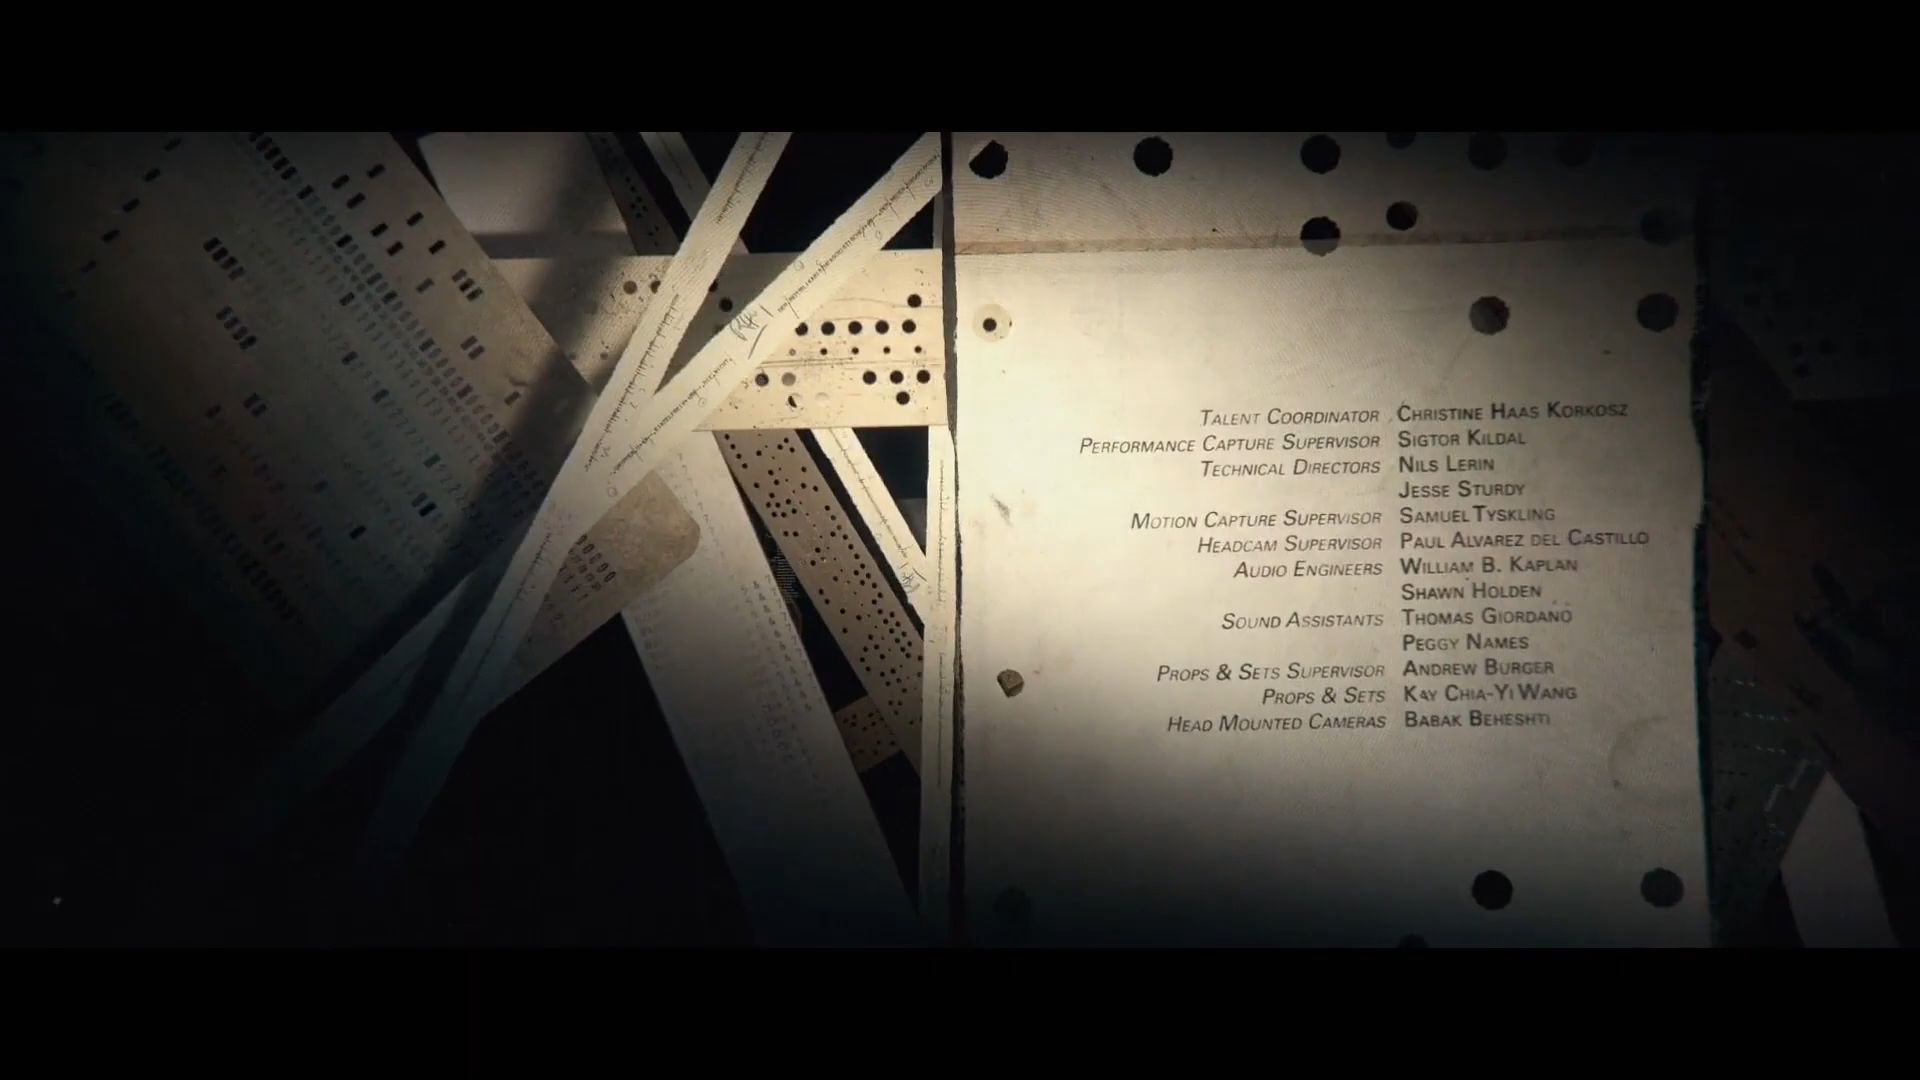 Talent Coordinator Christine Haas Korkosz
Performance Capture Supervisor Sigtor Kildal
Technical Directors Nils Lerin
Jesse Sturdy
Motion Capture Supervisor Samuel Tyskling
Headcam Supervisor Paul Alvarez del Castillo
Audio Engineers William B. Kaplan
Shawn Holden
Sound Assistants Thomas Giordano
Peggy Names
Props & Sets Supervisor Andrew Burger
Props & Sets Kay Chia-Yi Wang
Head Mounted Cameras Babak Beheshti